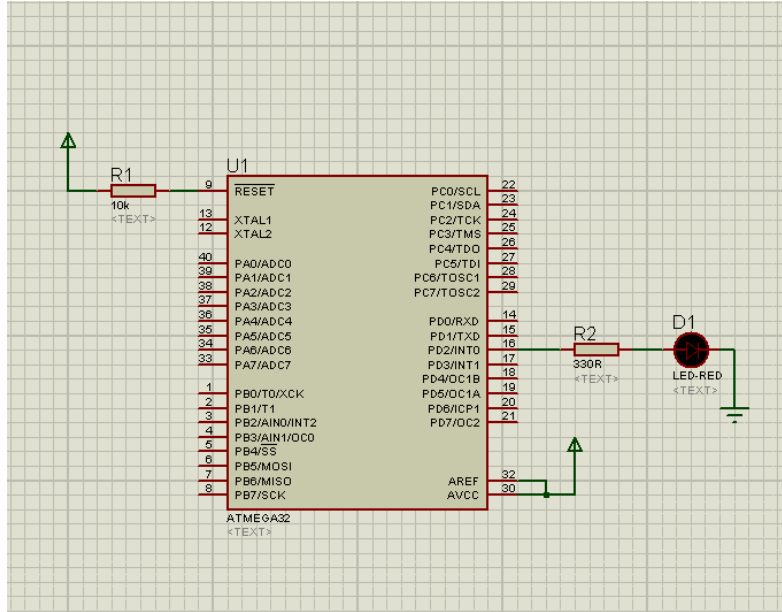 U1
R1
10k
<TEXT>
9 RESET
13 XTAL1
12 XTAL2
40 PA0/ADC0
39 PA1/ADC1
38 PA2/ADC2
37 PA3/ADC3
36 PA4/ADC4
35 PA5/ADC5
34 PA6/ADC6
33 PA7/ADC7
1 PB0/T0/XCK
2 PB1/T1
3 PB2/AIN0/INT2
4 PB3/AIN1/OC0
5 PB4/SS
6 PB5/MOSI
7 PB6/MISO
8 PB7/SCK
PC0/SCL 22
PC1/SDA 23
PC2/TCK 24
PC3/TMS 25
PC4/TDO 26
PC5/TDI 27
PC6/TOSC1 28
PC7/TOSC2 29
PD0/RXD 14
PD1/TXD 15
PD2/INT0 16
PD3/INT1 17
PD4/OC1B 18
PD5/OC1A 19
PD6/ICP1 20
PD7/OC2 21
AREF 32
AVCC 30
ATMEGA32
<TEXT>
R2
330R
<TEXT>
D1
LED-RED
<TEXT>